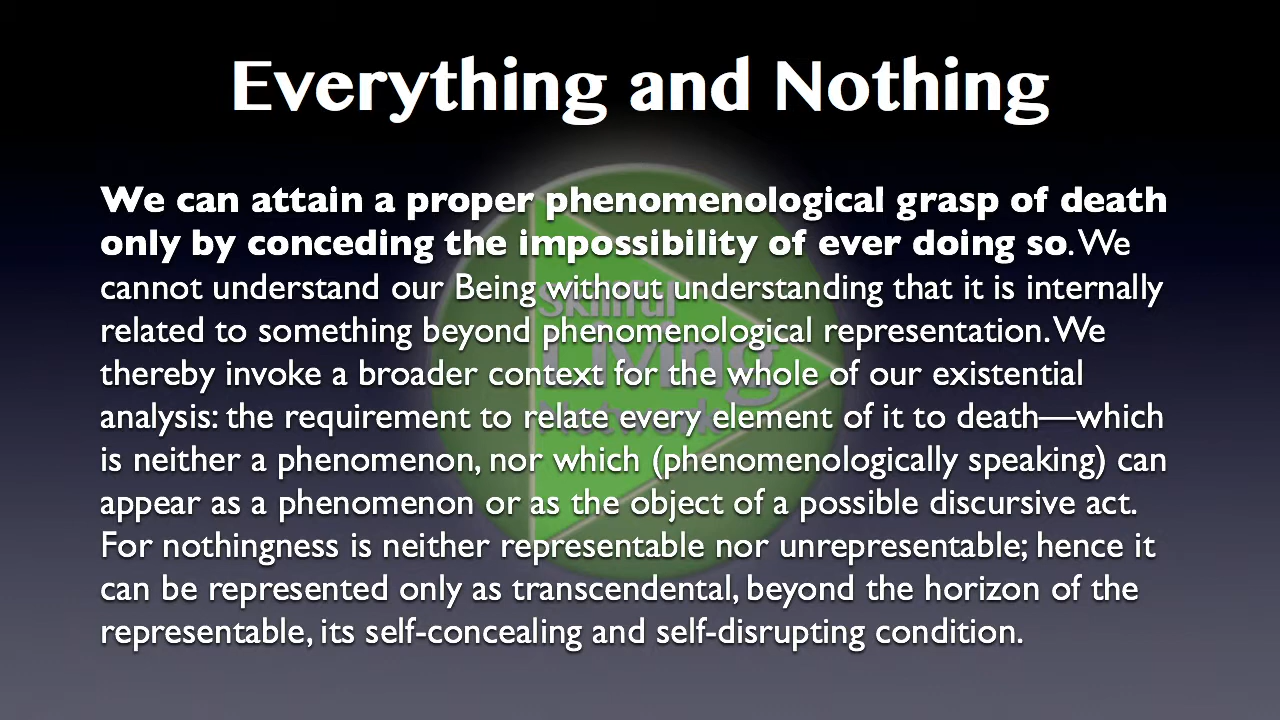 Everything and Nothing
We can attain a proper phenomenological grasp of death
only by conceding the impossibility of ever doing so. We
cannot understand our Being without understanding that it is internally
related to something beyond phenomenological representation. We
thereby invoke a broader context for the whole of our existential
analysis: the requirement to relate every element of it to death—which
is neither a phenomenon, nor which (phenomenologically speaking) can
appear as a phenomenon or as the object of a possible discursive act.
For nothingness is neither representable nor unrepresentable; hence it
can be represented only as transcendental, beyond the horizon of the
representable, its self-concealing and self-disrupting condition.
Skillful
Living
Network